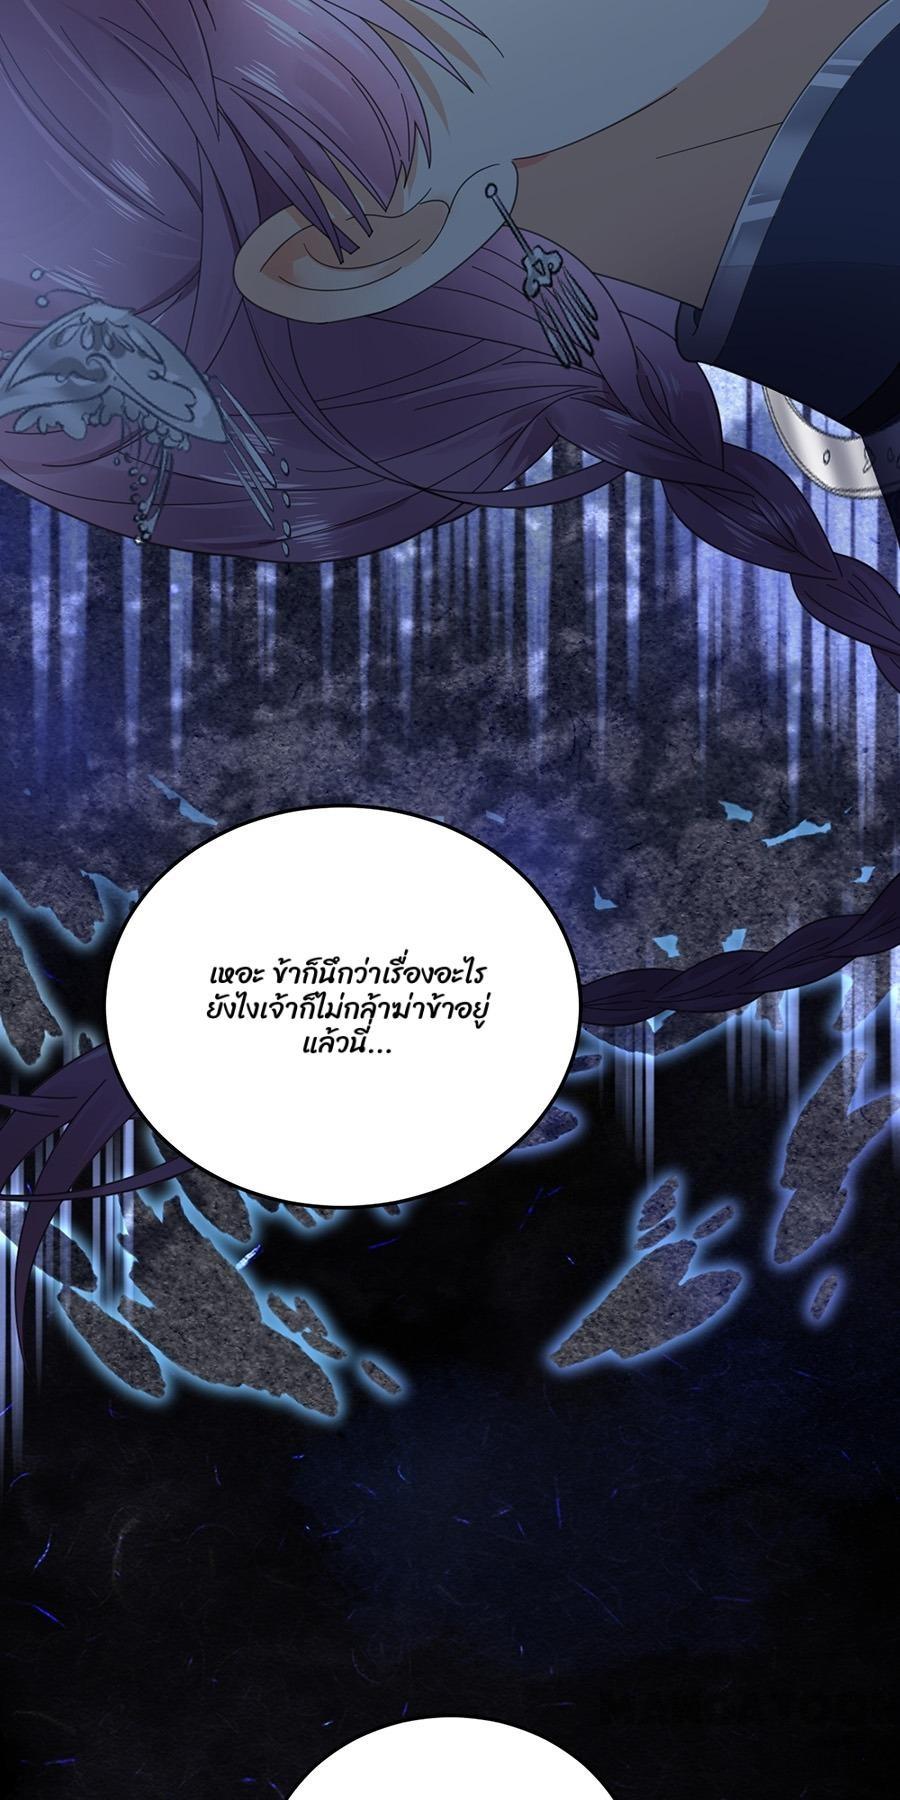 เหอะ ข้าก็นึกว่าเรื่องอะไร
ยังไงเจ้าก็ไม่กล้าฆ่าข้าอยู่
แล้วนี่...